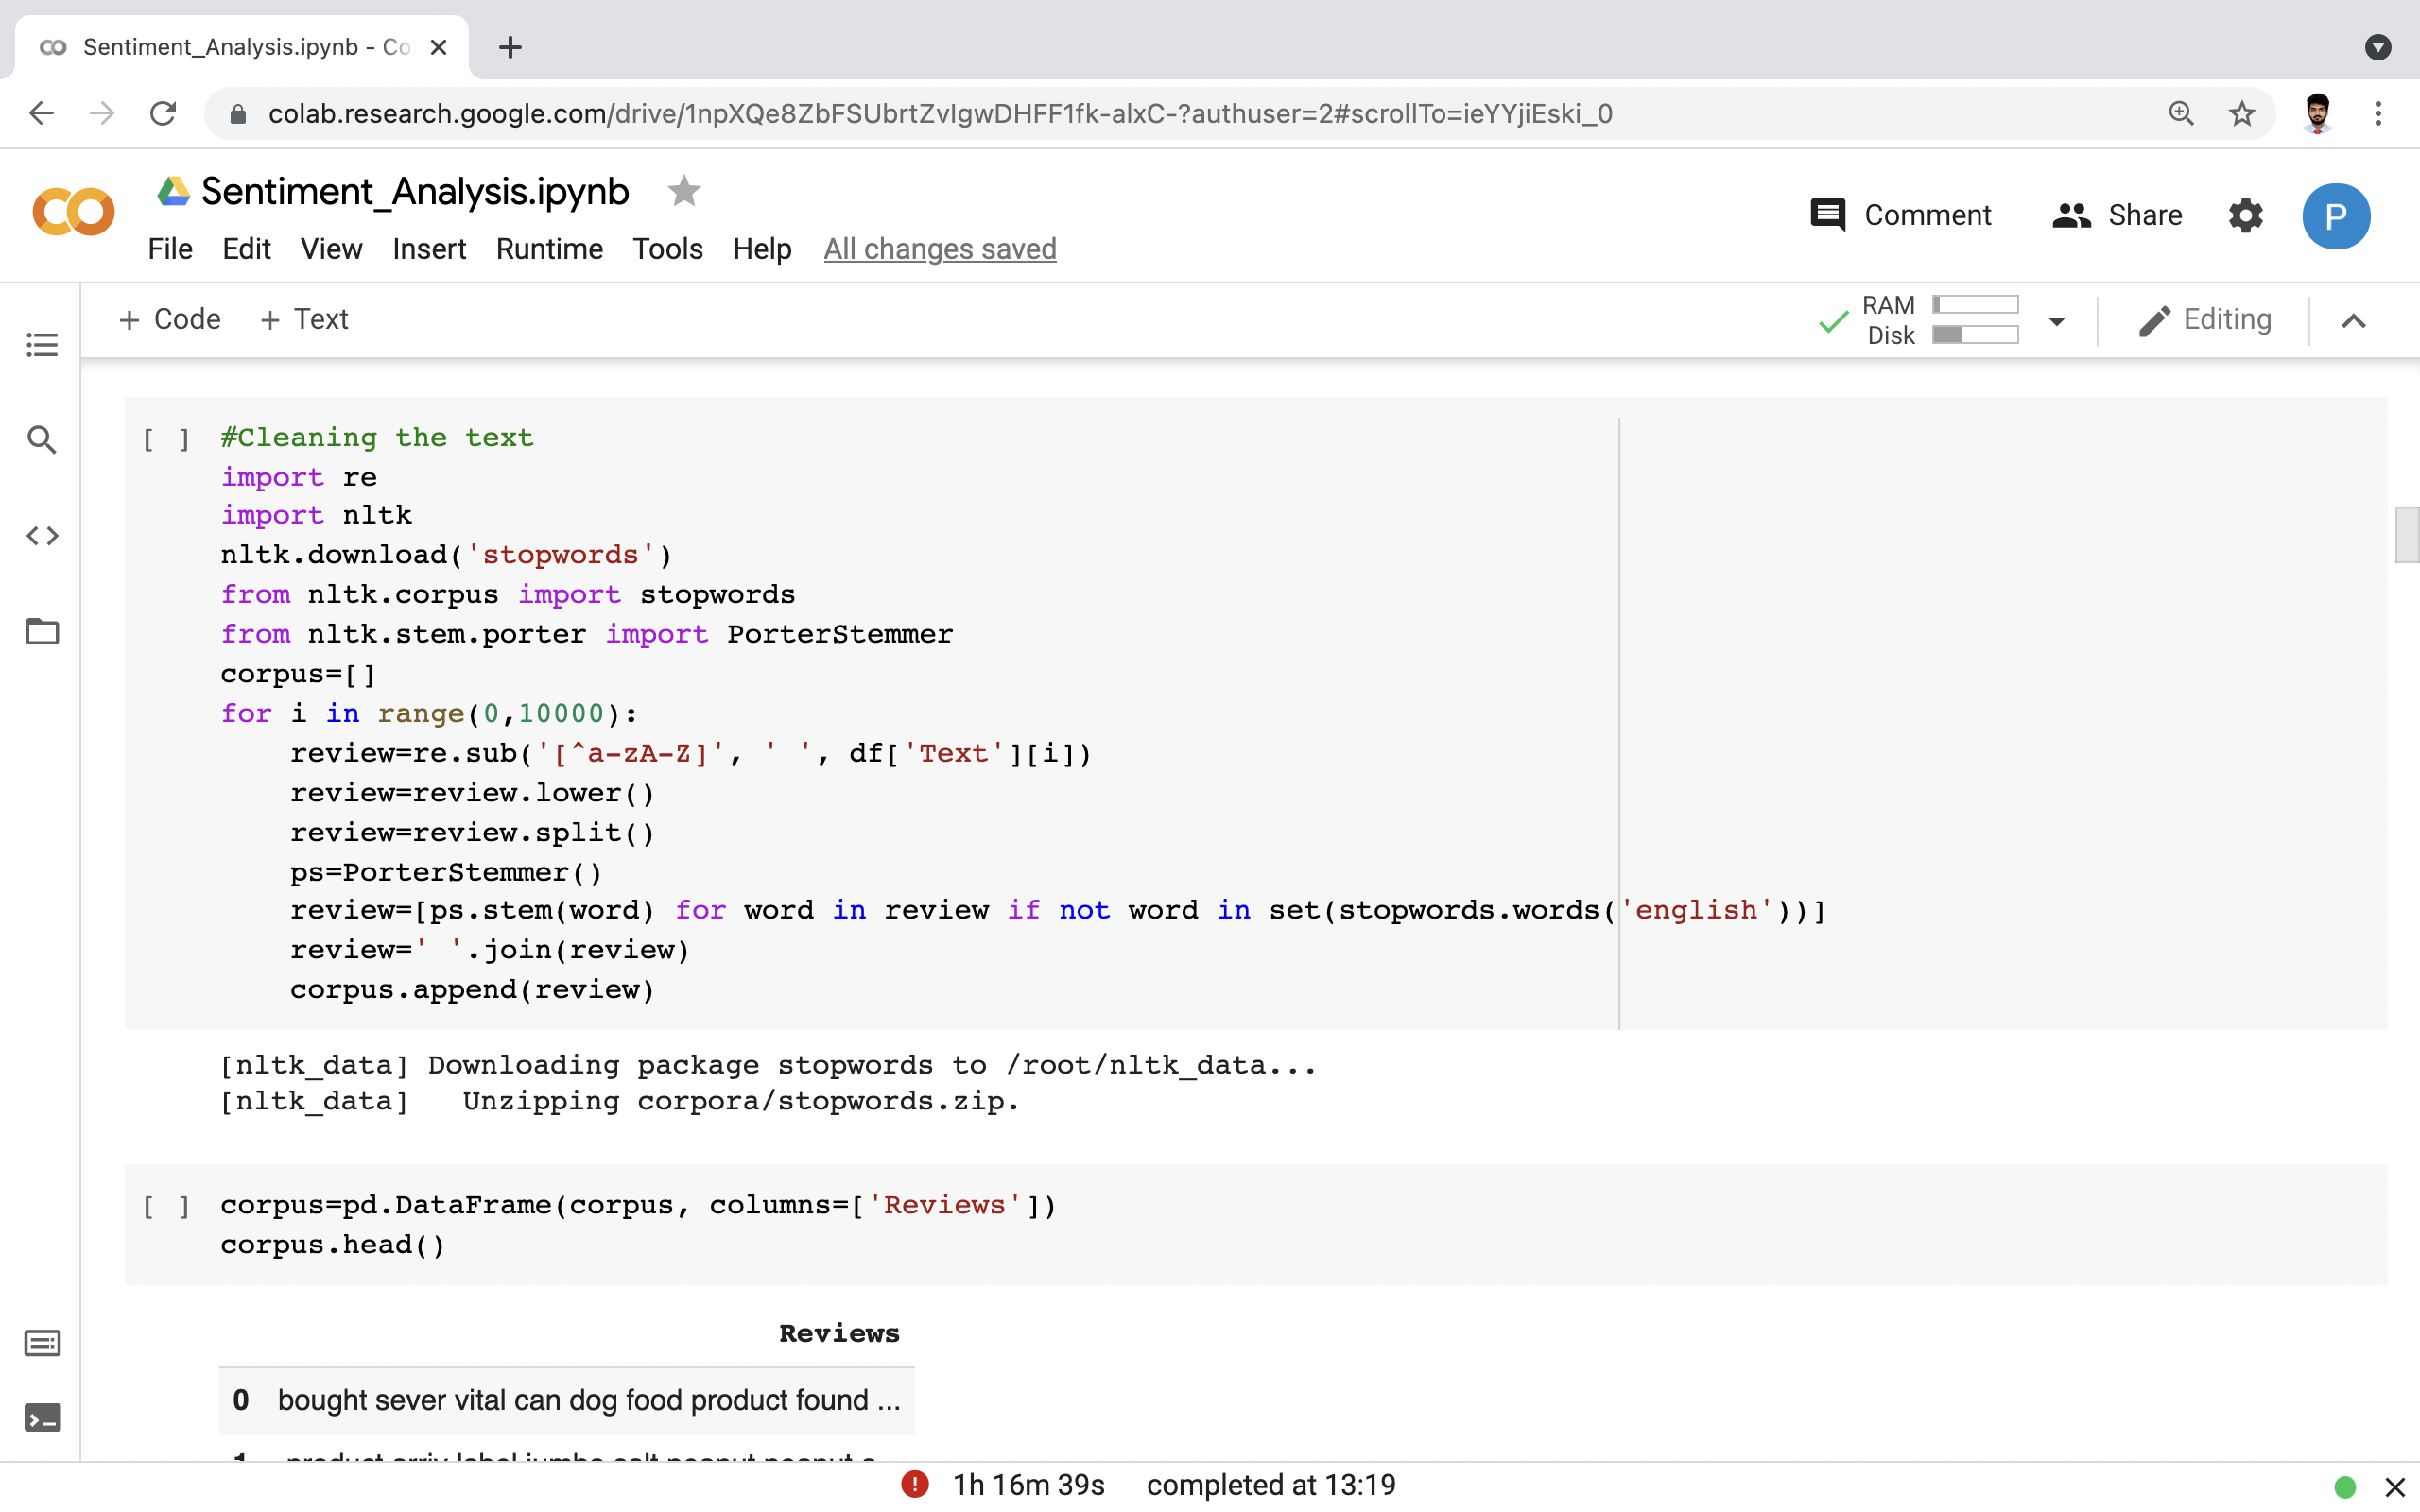 Sentiment_Analysis.ipynb - Co
colab.research.google.com/drive/1npXQe8ZbFSUbrtZvIgwDHFF1fk-alxC-?authuser=2#scrollTo=ieYYjiEski_0
Sentiment_Analysis.ipynb
Comment
Share
P
File Edit View Insert Runtime Tools Help All changes saved
+ Code + Text
RAM
Disk
Editing
[ ] #Cleaning the text
import re
import nltk
nltk.download('stopwords')
from nltk.corpus import stopwords
from nltk.stem.porter import PorterStemmer
corpus=[]
for i in range(0,10000):
    review=re.sub('[^a-zA-Z]', ' ', df['Text'][i])
    review=review.lower()
    review=review.split()
    ps=PorterStemmer()
    review=[ps.stem(word) for word in review if not word in set(stopwords.words('english'))]
    review=' '.join(review)
    corpus.append(review)
[nltk_data] Downloading package stopwords to /root/nltk_data...
[nltk_data]   Unzipping corpora/stopwords.zip.
[ ] corpus=pd.DataFrame(corpus, columns=['Reviews'])
corpus.head()
Reviews
0 bought sever vital can dog food product found ...
1 product arriv label jumbo salt peanut peanut
1h 16m 39s completed at 13:19